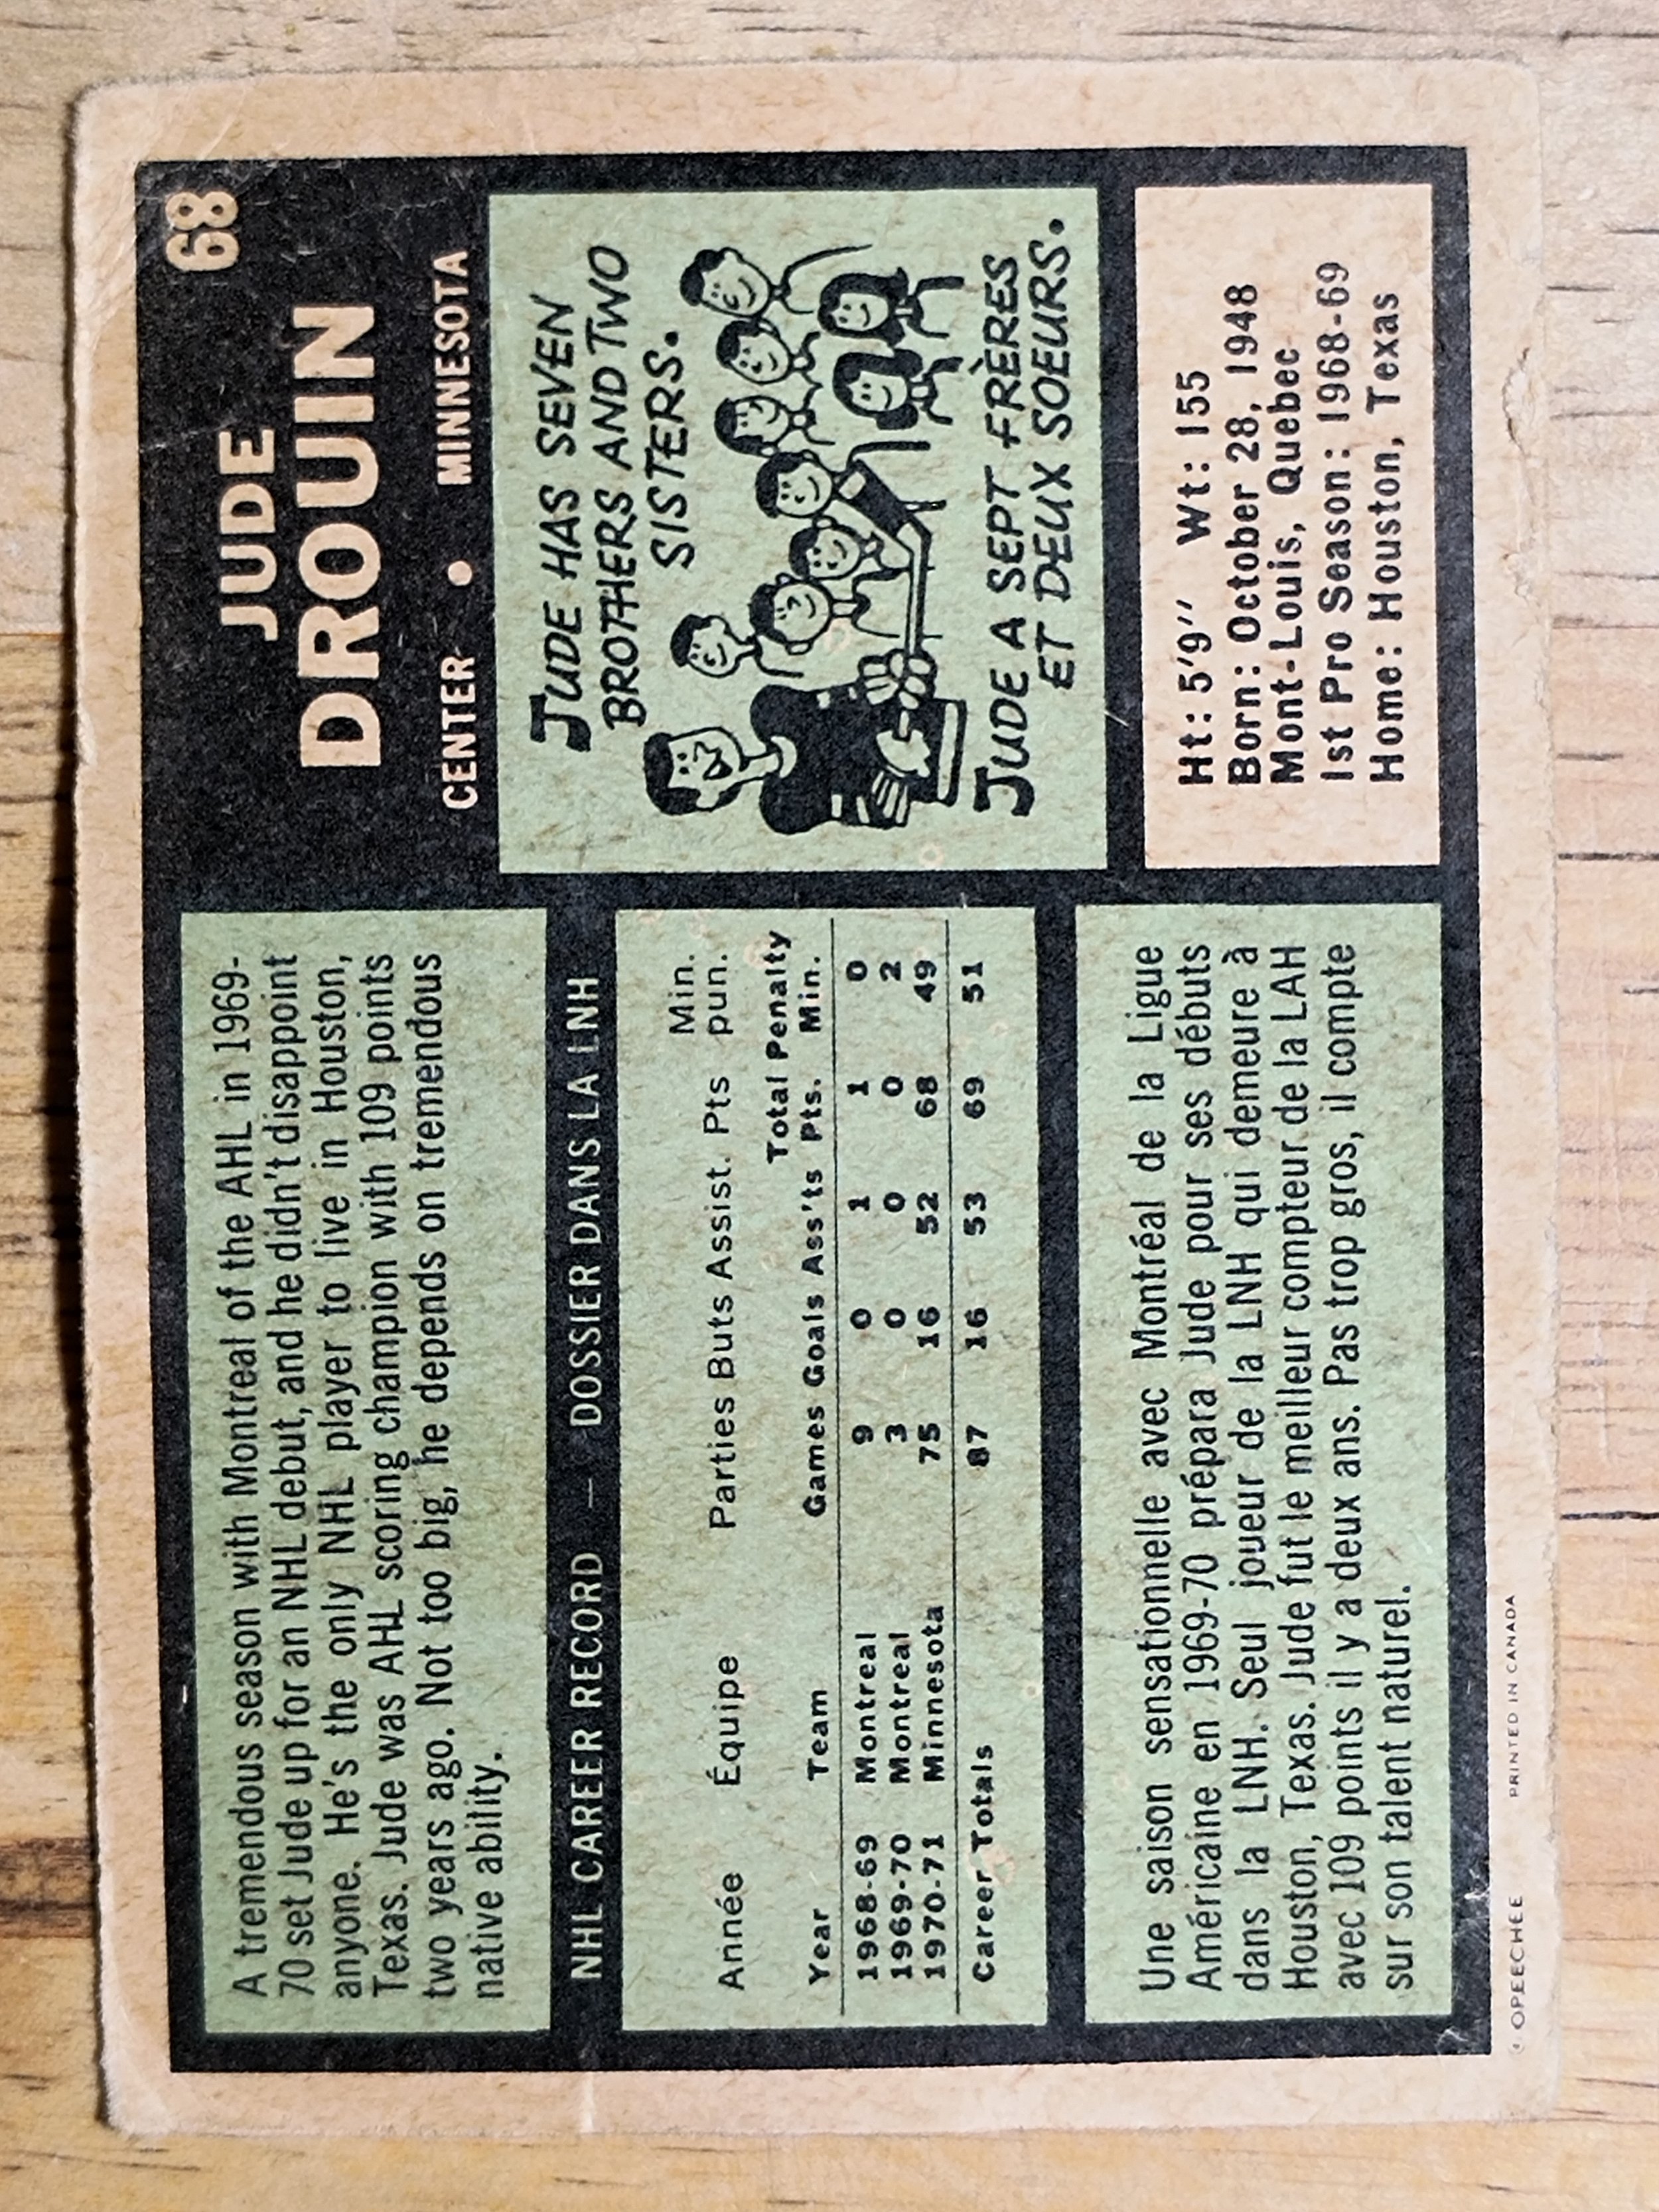 68
JUDE
DROUIN
CENTER • MINNESOTA
A tremendous season with Montreal of the AHL in 1969-
70 set Jude up for an NHL debut, and he didn't disappoint
anyone. He's the only NHL player to live in Houston,
Texas. Jude was AHL scoring champion with 109 points
two years ago. Not too big, he depends on tremendous
native ability.
JUDE HAS SEVEN
BROTHERS AND TWO
SISTERS.
JUDE A SEPT FRÈRES
ET DEUX SOEURS.
NHL CAREER RECORD — DOSSIER DANS LA LNH
Min.
Année Équipe Parties Buts Assist. Pts pun.
Total Penalty
Year Team Games Goals Ass'ts Pts. Min.
1968-69 Montreal 9 0 1 1 0
1969-70 Montreal 3 0 0 0 2
1970-71 Minnesota 75 16 52 68 49
Career Totals 87 16 53 69 51
Ht: 5'9" Wt: 155
Born: October 28, 1948
Mont-Louis, Quebec
1st Pro Season: 1968-69
Home: Houston, Texas
Une saison sensationnelle avec Montréal de la Ligue
Américaine en 1969-70 prépara Jude pour ses débuts
dans la LNH. Seul joueur de la LNH qui demeure à
Houston, Texas. Jude fut le meilleur compteur de la LAH
avec 109 points il y a deux ans. Pas trop gros, il compte
sur son talent naturel.
OPEECHEE PRINTED IN CANADA